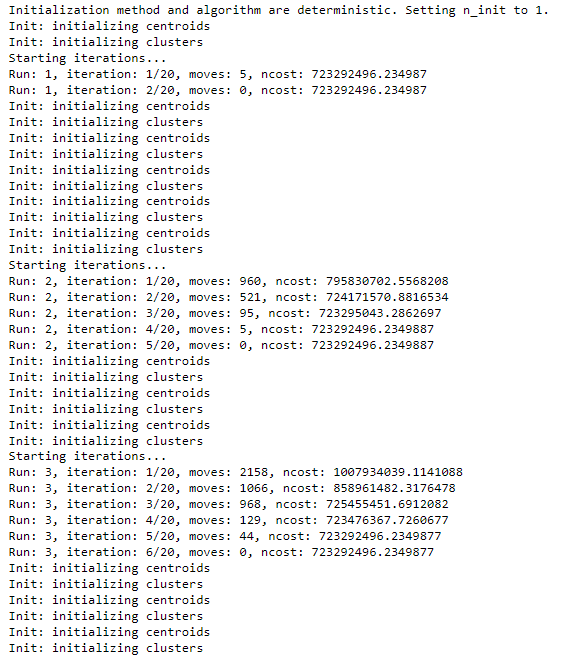 Initialization method and algorithm are deterministic. Setting n_init to 1.
Init: initializing centroids
Init: initializing clusters
Starting iterations...
Run: 1, iteration: 1/20, moves: 5, ncost: 723292496.234987
Run: 1, iteration: 2/20, moves: 0, ncost: 723292496.234987
Init: initializing centroids
Init: initializing clusters
Init: initializing centroids
Init: initializing clusters
Init: initializing centroids
Init: initializing clusters
Init: initializing centroids
Init: initializing clusters
Init: initializing centroids
Init: initializing clusters
Starting iterations...
Run: 2, iteration: 1/20, moves: 960, ncost: 795830702.5568208
Run: 2, iteration: 2/20, moves: 521, ncost: 724171570.8816534
Run: 2, iteration: 3/20, moves: 95, ncost: 723295043.2862697
Run: 2, iteration: 4/20, moves: 5, ncost: 723292496.2349887
Run: 2, iteration: 5/20, moves: 0, ncost: 723292496.2349887
Init: initializing centroids
Init: initializing clusters
Init: initializing centroids
Init: initializing clusters
Init: initializing centroids
Init: initializing clusters
Starting iterations...
Run: 3, iteration: 1/20, moves: 2158, ncost: 1007934039.1141088
Run: 3, iteration: 2/20, moves: 1066, ncost: 858961482.3176478
Run: 3, iteration: 3/20, moves: 968, ncost: 725455451.6912082
Run: 3, iteration: 4/20, moves: 129, ncost: 723476367.7260677
Run: 3, iteration: 5/20, moves: 44, ncost: 723292496.2349877
Run: 3, iteration: 6/20, moves: 0, ncost: 723292496.2349877
Init: initializing centroids
Init: initializing clusters
Init: initializing centroids
Init: initializing clusters
Init: initializing centroids
Init: initializing clusters